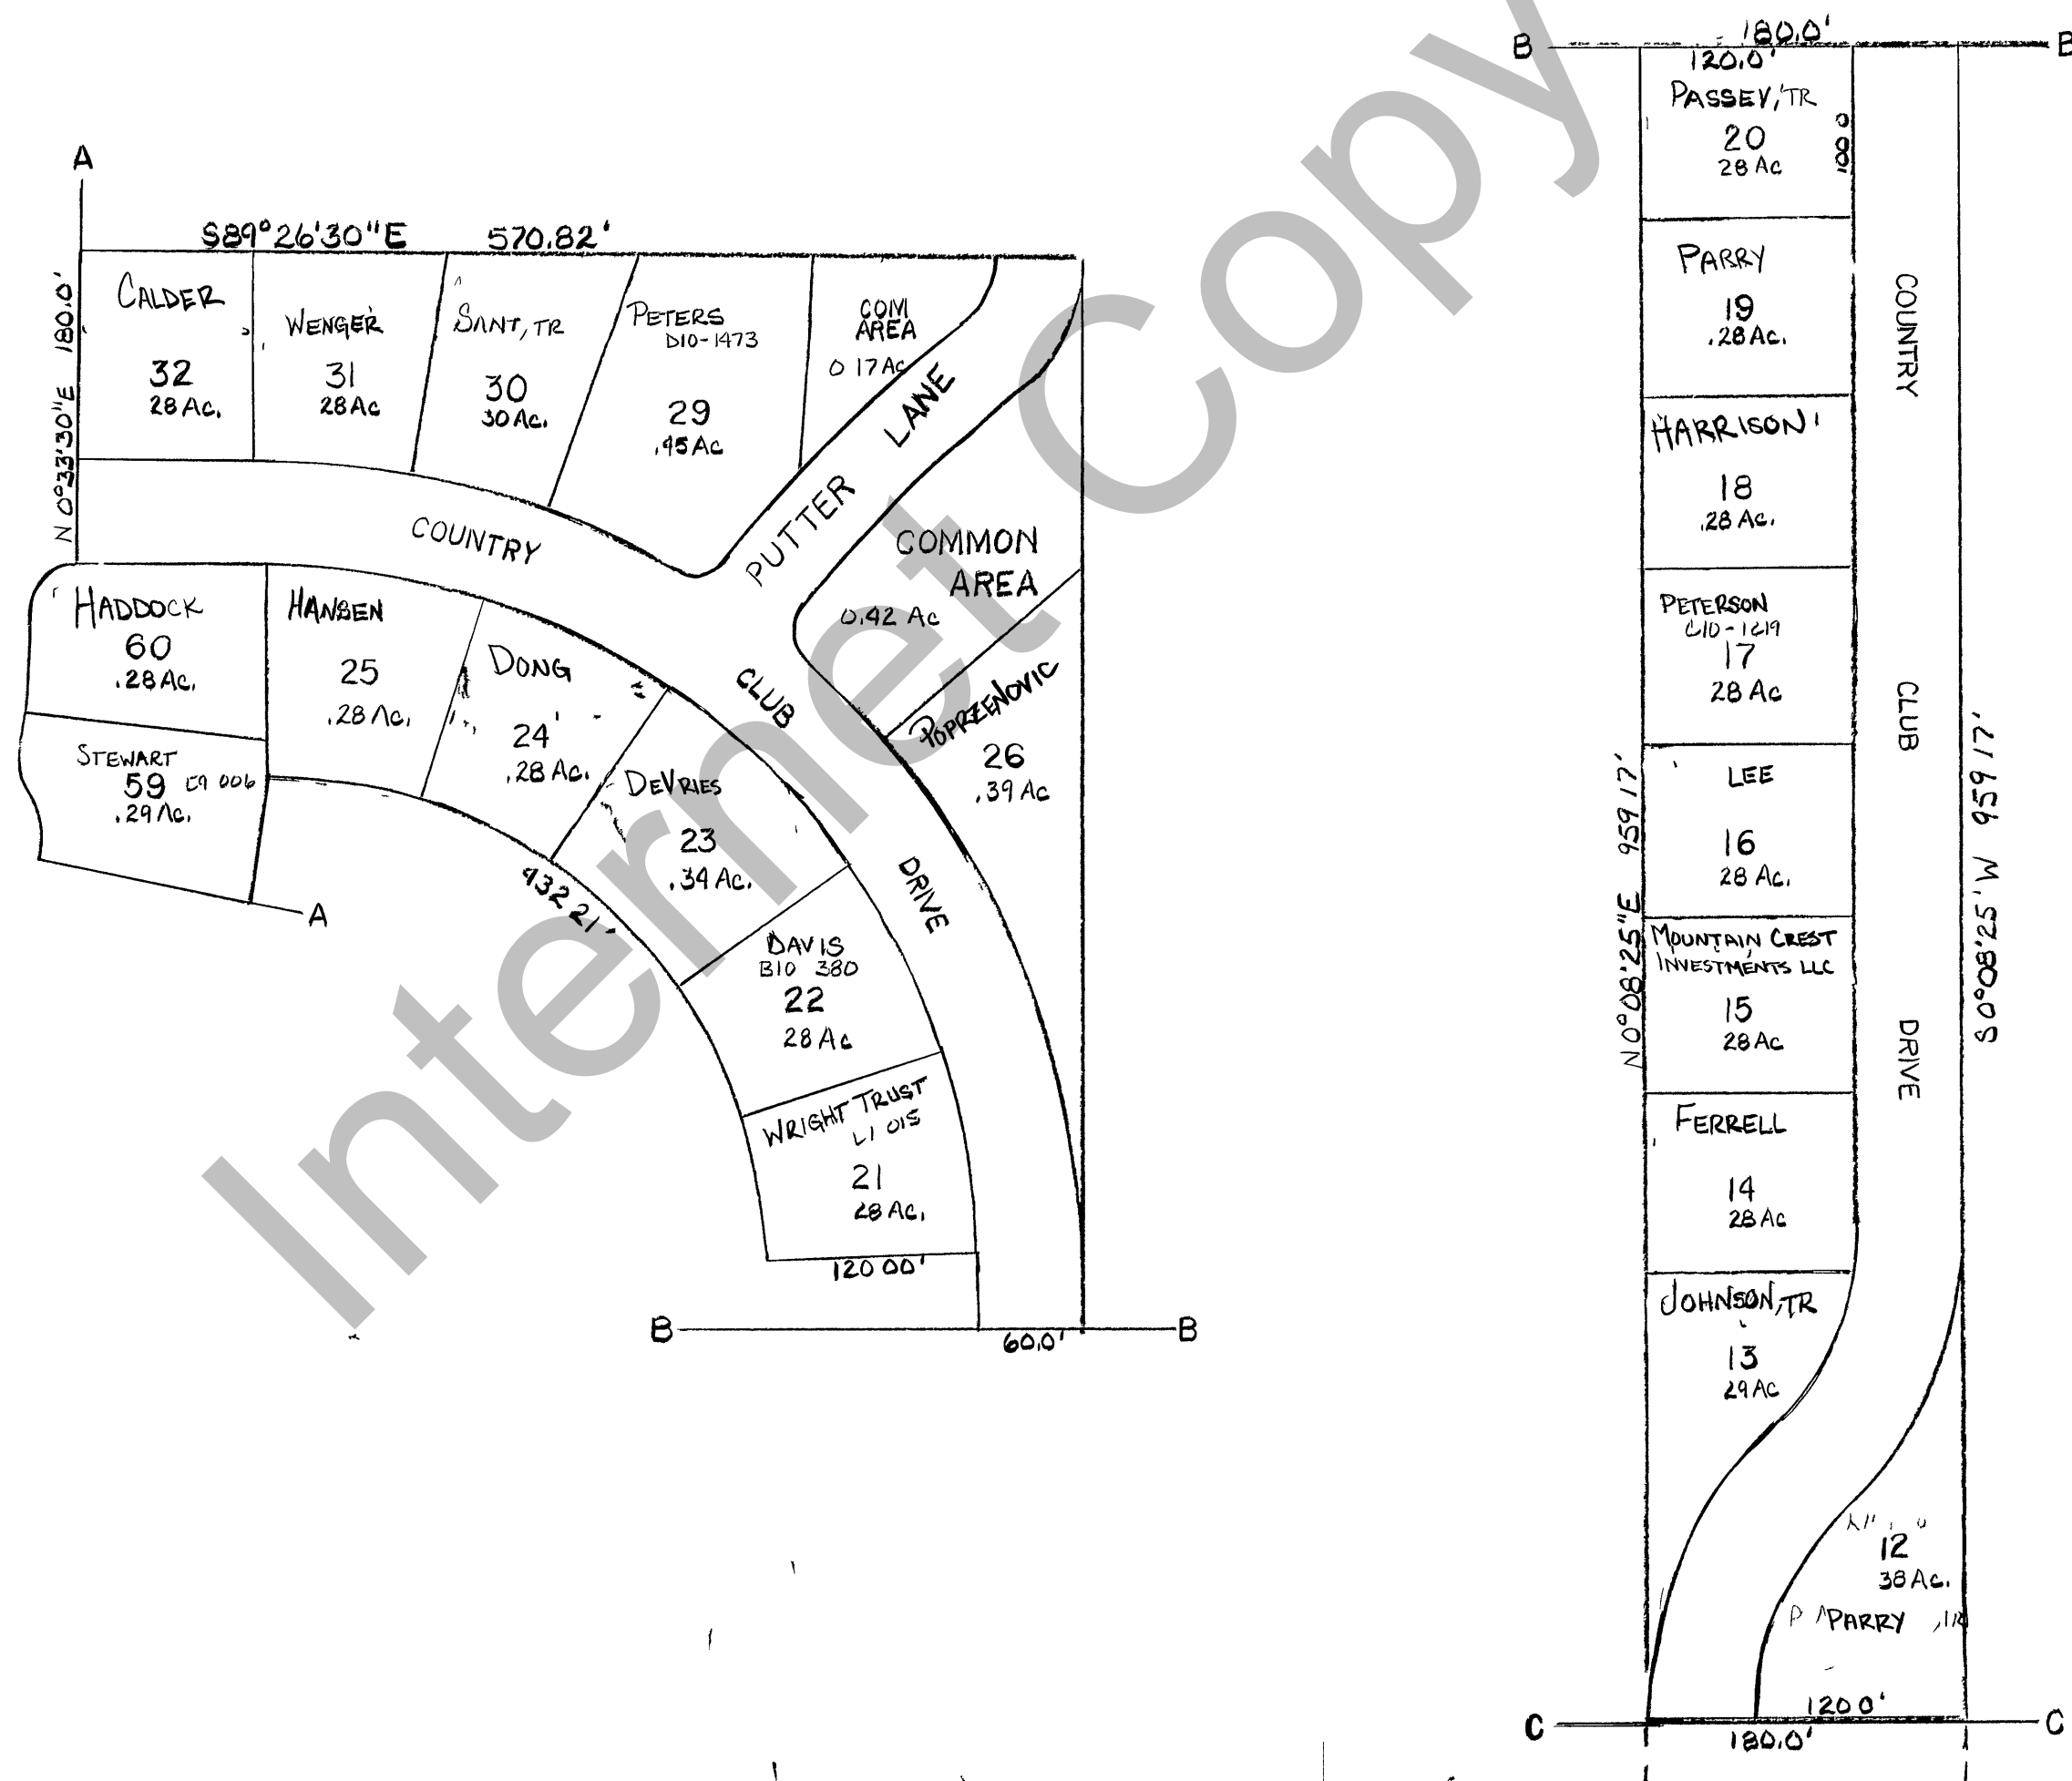 A
S89°26'30"E 570.82'
N 0°33'30"E 180.0'
CALDER
32
28 Ac.
WENGER
31
28 Ac
SANT, TR
30
30 Ac.
PETERS
D10-1473
29
.45 Ac
COM
AREA
0 17 Ac
PUTTER LANE
COUNTRY
CLUB
DRIVE
COMMON
AREA
0.42 Ac
POPRZENOVIC
26
.39 Ac
HADDOCK
60
.28 Ac.
STEWART
59
.29 Ac.
A
HANSEN
25
.28 Ac.
DONG
24
.28 Ac.
DEVRIES
23
.34 Ac.
432 21'
DAVIS
B10 380
22
28 Ac
WRIGHT TRUST
L1 015
21
28 Ac.
120 00'
B B
60.0'
B 180.0' B
120.0'
PASSEY, TR
20
28 Ac
PARRY
19
.28 Ac.
HARRISON
18
.28 Ac.
PETERSON
17
28 Ac
LEE
16
28 Ac.
MOUNTAIN CREST
INVESTMENTS LLC
15
28 Ac
FERRELL
14
28 Ac
JOHNSON, TR
13
29 Ac
COUNTRY
CLUB
DRIVE
N 0°08'25"E 959 17'
S 0°08'25"W 959 17'
12
38 Ac.
PARRY
120 0'
C C
180.0'
Internet Copy